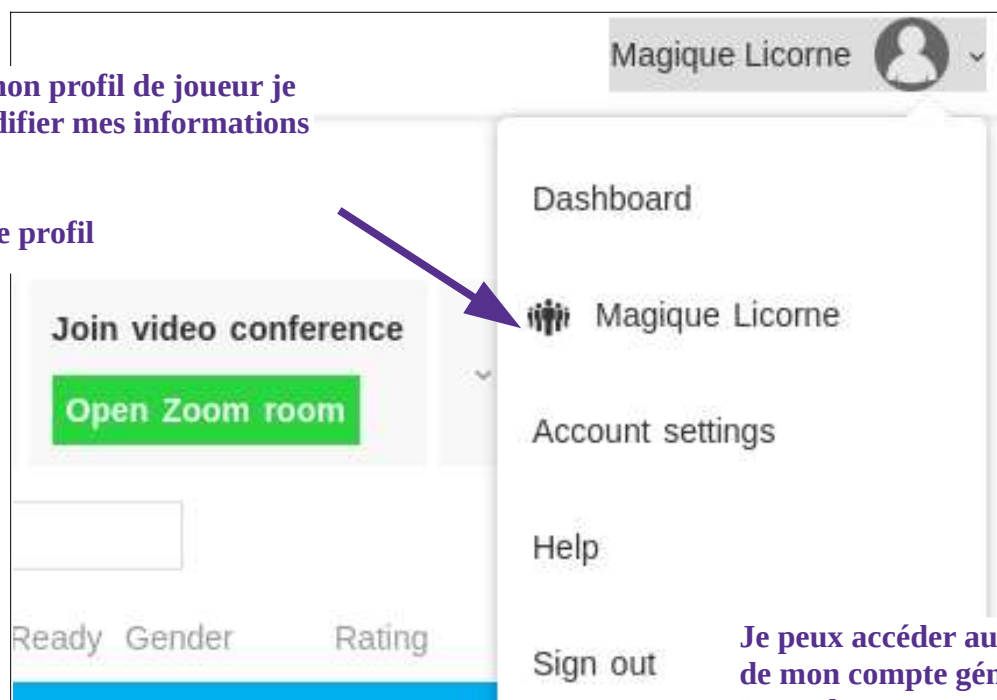 Magique Licorne
mon profil de joueur je
difier mes informations
e profil
Dashboard
Magique Licorne
Join video conference
Open Zoom room
Account settings
Help
Ready Gender Rating
Sign out
Je peux accéder au
de mon compte gén